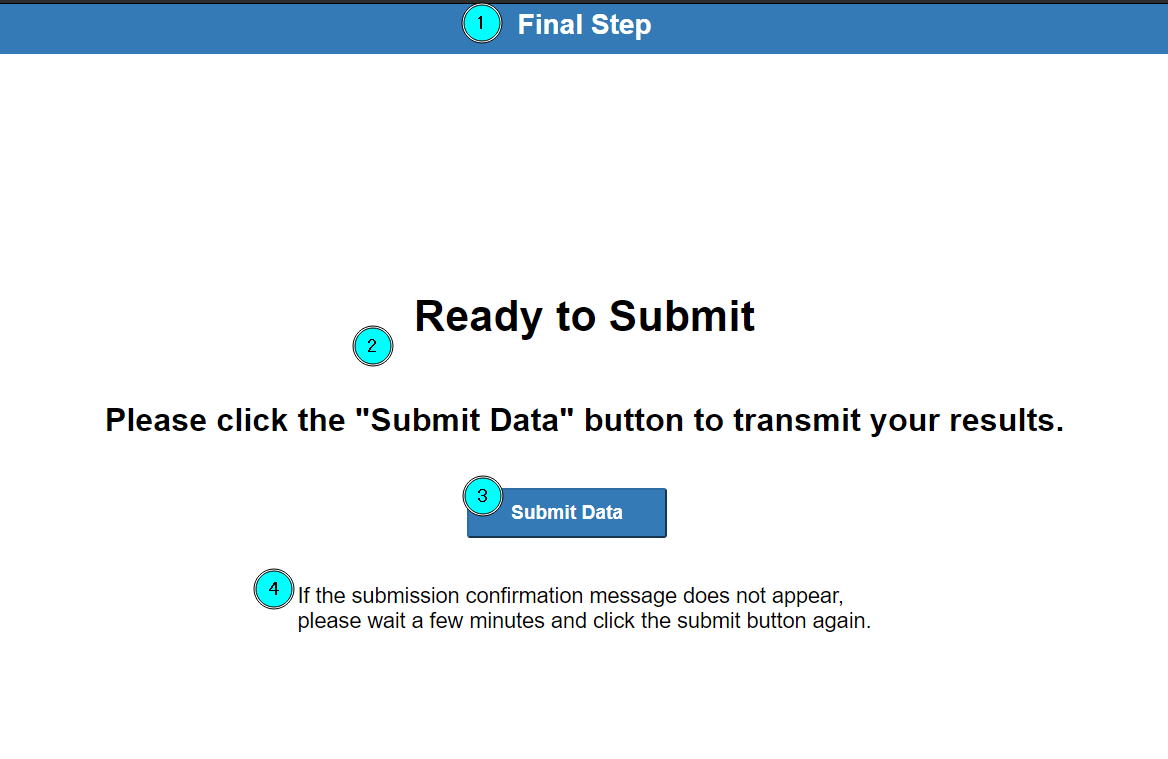 1 Final Step
Ready to Submit
2
Please click the "Submit Data" button to transmit your results.
3 Submit Data
4 If the submission confirmation message does not appear,
please wait a few minutes and click the submit button again.